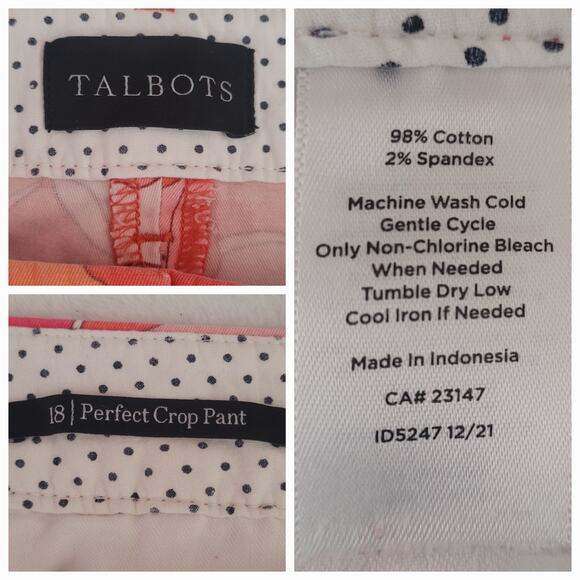 TALBOTS
18 | Perfect Crop Pant
98% Cotton
2% Spandex
Machine Wash Cold
Gentle Cycle
Only Non-Chlorine Bleach
When Needed
Tumble Dry Low
Cool Iron If Needed
Made In Indonesia
CA# 23147
ID5247 12/21